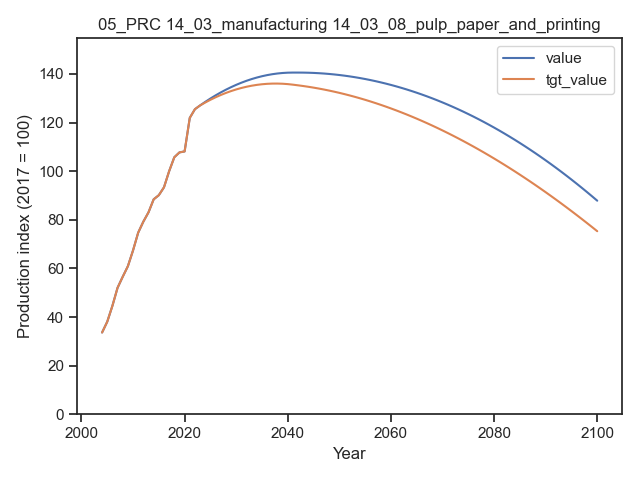 05_PRC 14_03_manufacturing 14_03_08_pulp_paper_and_printing
value
tgt_value
Production index (2017 = 100)
140
120
100
80
60
40
20
0
2000 2020 2040 2060 2080 2100
Year